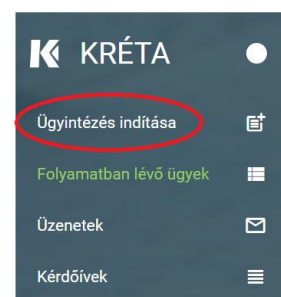 KRÉTA
Ügyintézés indítása
Folyamatban lévő ügyek
Üzenetek
Kérdőívek